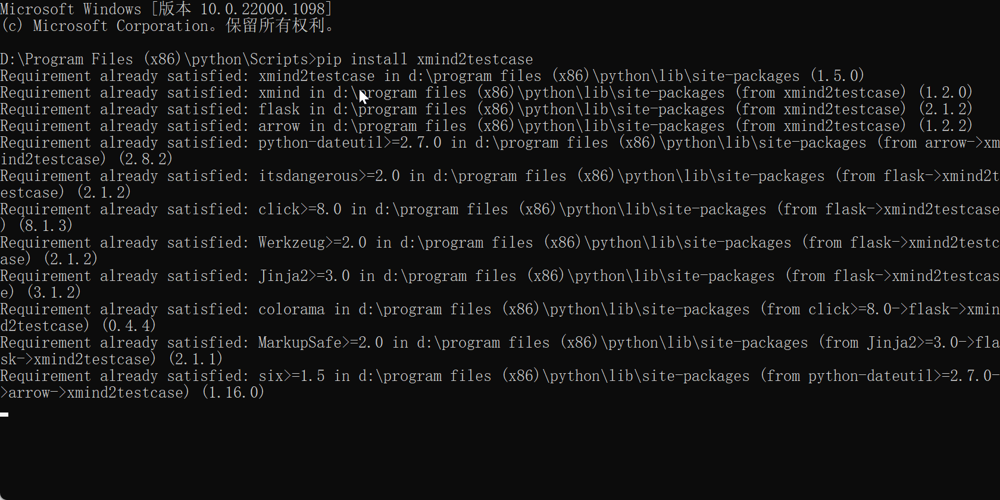 Microsoft Windows [版本 10.0.22000.1098]
(c) Microsoft Corporation。保留所有权利。
D:\Program Files (x86)\python\Scripts>pip install xmind2testcase
Requirement already satisfied: xmind2testcase in d:\program files (x86)\python\lib\site-packages (1.5.0)
Requirement already satisfied: xmind in d:\program files (x86)\python\lib\site-packages (from xmind2testcase) (1.2.0)
Requirement already satisfied: flask in d:\program files (x86)\python\lib\site-packages (from xmind2testcase) (2.1.2)
Requirement already satisfied: arrow in d:\program files (x86)\python\lib\site-packages (from xmind2testcase) (1.2.2)
Requirement already satisfied: python-dateutil>=2.7.0 in d:\program files (x86)\python\lib\site-packages (from arrow->xm
ind2testcase) (2.8.2)
Requirement already satisfied: itsdangerous>=2.0 in d:\program files (x86)\python\lib\site-packages (from flask->xmind2t
estcase) (2.1.2)
Requirement already satisfied: click>=8.0 in d:\program files (x86)\python\lib\site-packages (from flask->xmind2testcase
) (8.1.3)
Requirement already satisfied: Werkzeug>=2.0 in d:\program files (x86)\python\lib\site-packages (from flask->xmind2testc
ase) (2.1.2)
Requirement already satisfied: Jinja2>=3.0 in d:\program files (x86)\python\lib\site-packages (from flask->xmind2testcas
e) (3.1.2)
Requirement already satisfied: colorama in d:\program files (x86)\python\lib\site-packages (from click>=8.0->flask->xmin
d2testcase) (0.4.4)
Requirement already satisfied: MarkupSafe>=2.0 in d:\program files (x86)\python\lib\site-packages (from Jinja2>=3.0->fla
sk->xmind2testcase) (2.1.1)
Requirement already satisfied: six>=1.5 in d:\program files (x86)\python\lib\site-packages (from python-dateutil>=2.7.0-
>arrow->xmind2testcase) (1.16.0)